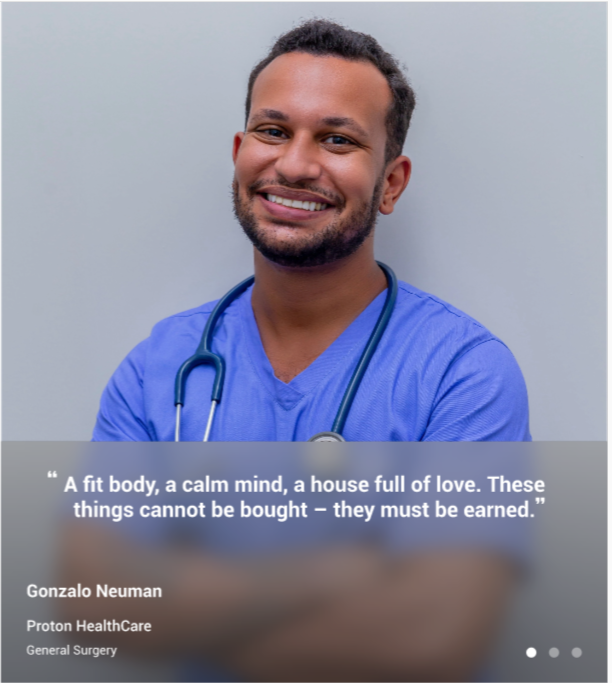 “ A fit body, a calm mind, a house full of love. These
things cannot be bought – they must be earned.”
Gonzalo Neuman
Proton HealthCare
General Surgery